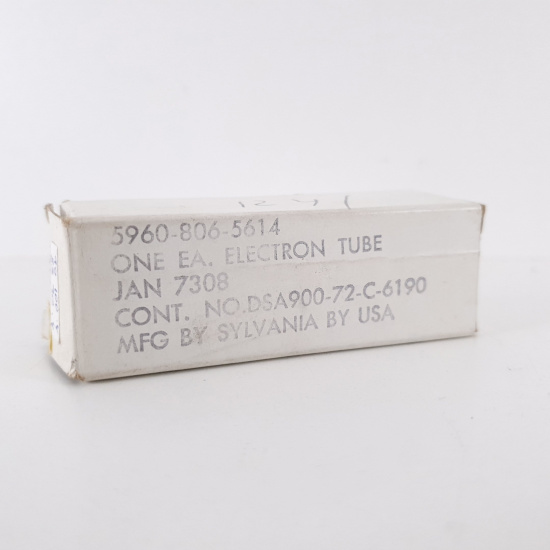 5960-806-5614
ONE EA. ELECTRON TUBE
JAN 7308
CONT. NO.DSA900-72-C-6190
MFG BY SYLVANIA BY USA